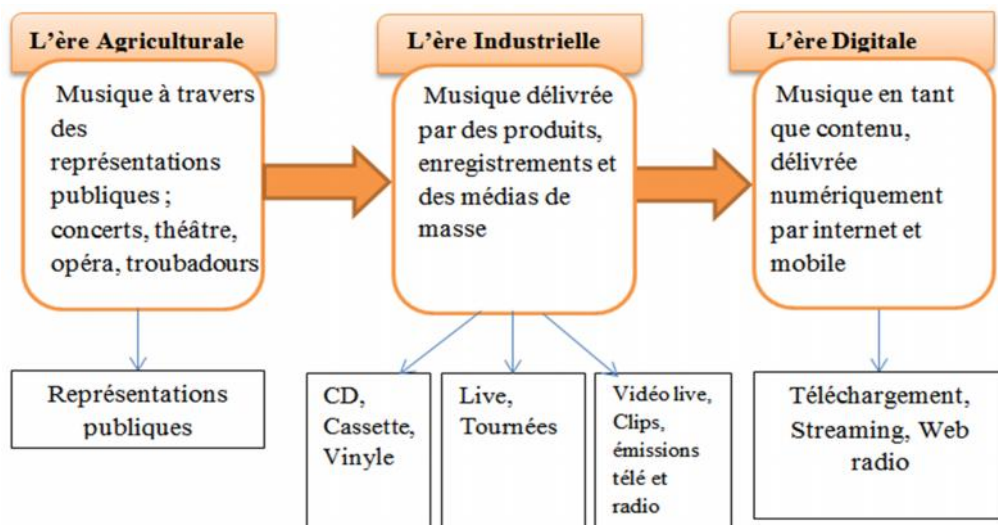 L'ère Agriculturale
Musique à travers
des
représentations
publiques ;
concerts, théâtre,
opéra, troubadours
Représentations
publiques
L'ère Industrielle
Musique délivrée
par des produits,
enregistrements et
des médias de
masse
CD,
Cassette,
Vinyle
Live,
Tournées
Vidéo live,
Clips,
émissions
télé et
radio
L'ère Digitale
Musique en tant
que contenu,
délivrée
numériquement
par internet et
mobile
Téléchargement,
Streaming, Web
radio